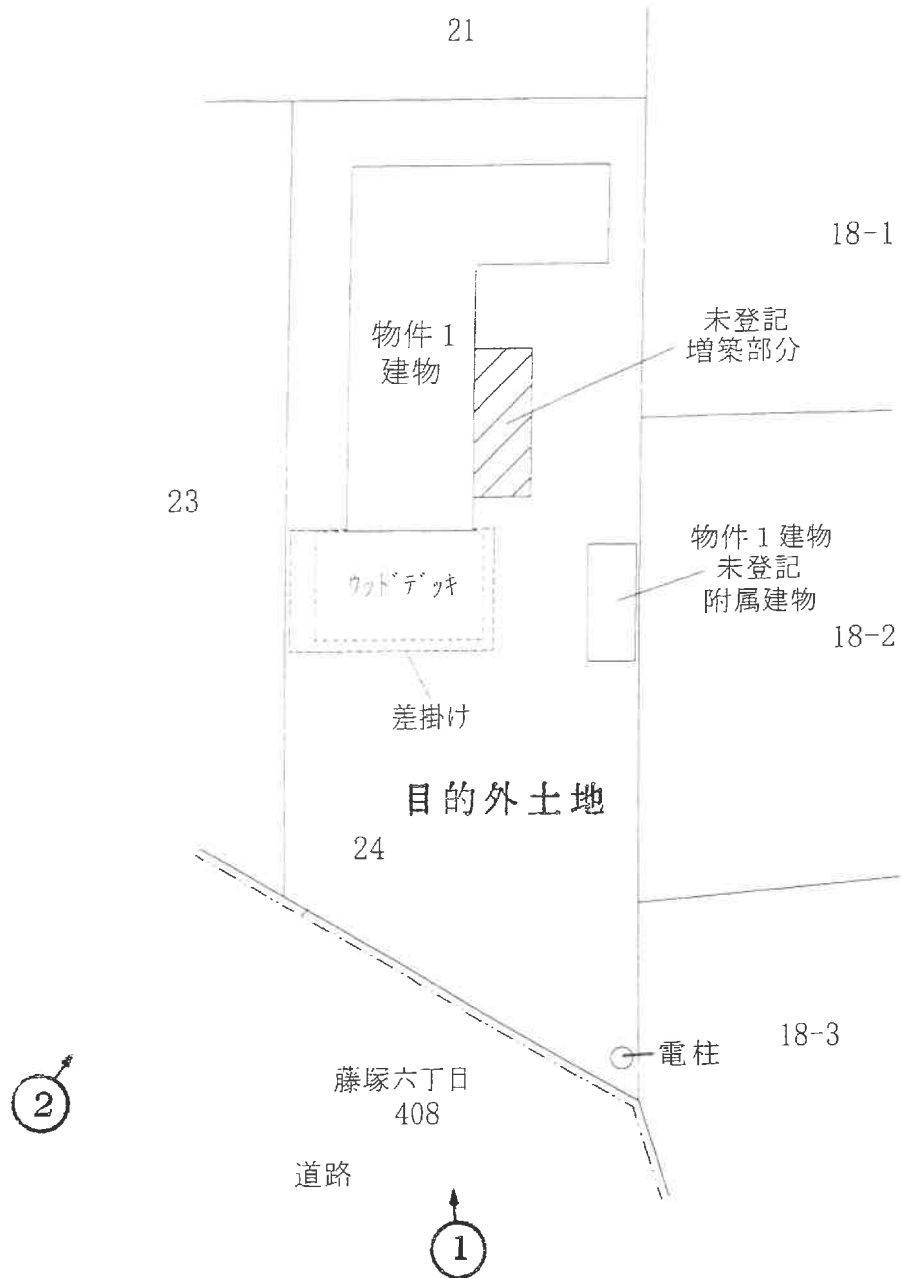 21
18-1
未登記
増築部分
物件1
建物
23
物件1建物
未登記
附属建物
ウッドデッキ
18-2
差掛け
目的外土地
24
18-3
電柱
藤塚六丁目
408
2
道路
1